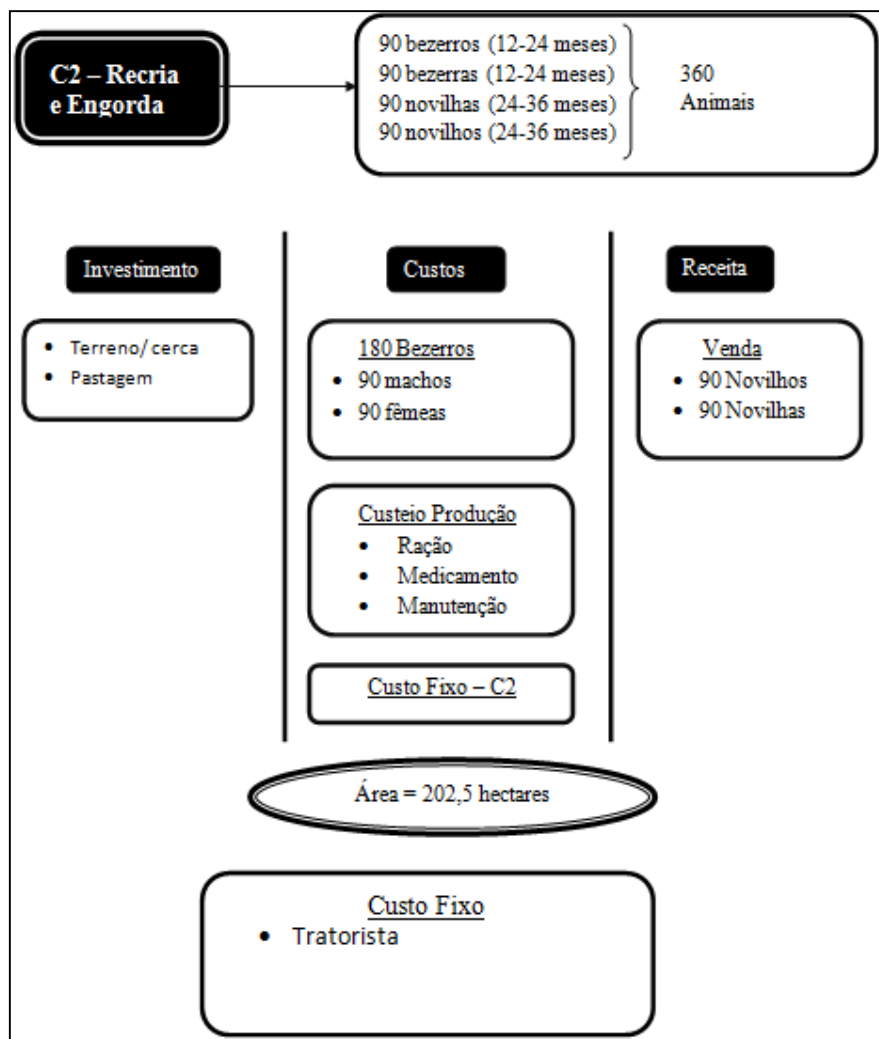 C2 – Recria
e Engorda
90 bezerros (12-24 meses)
90 bezerras (12-24 meses)
90 novilhas (24-36 meses)
90 novilhos (24-36 meses)
360
Animais
Investimento
• Terreno/ cerca
• Pastagem
Custos
180 Bezerros
• 90 machos
• 90 fêmeas
Custeio Produção
• Ração
• Medicamento
• Manutenção
Custo Fixo – C2
Receita
Venda
• 90 Novilhos
• 90 Novilhas
Área = 202,5 hectares
Custo Fixo
• Tratorista